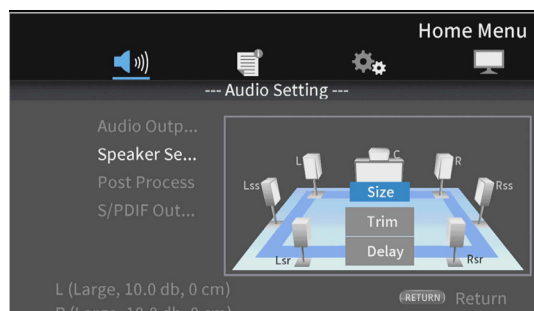 Home Menu
--- Audio Setting ---
Audio Outp...
Speaker Se...
Post Process
S/PDIF Out...
L
C
R
Lss
Rss
Size
Trim
Delay
Lsr
Rsr
L (Large, 10.0 db, 0 cm)
RETURN Return